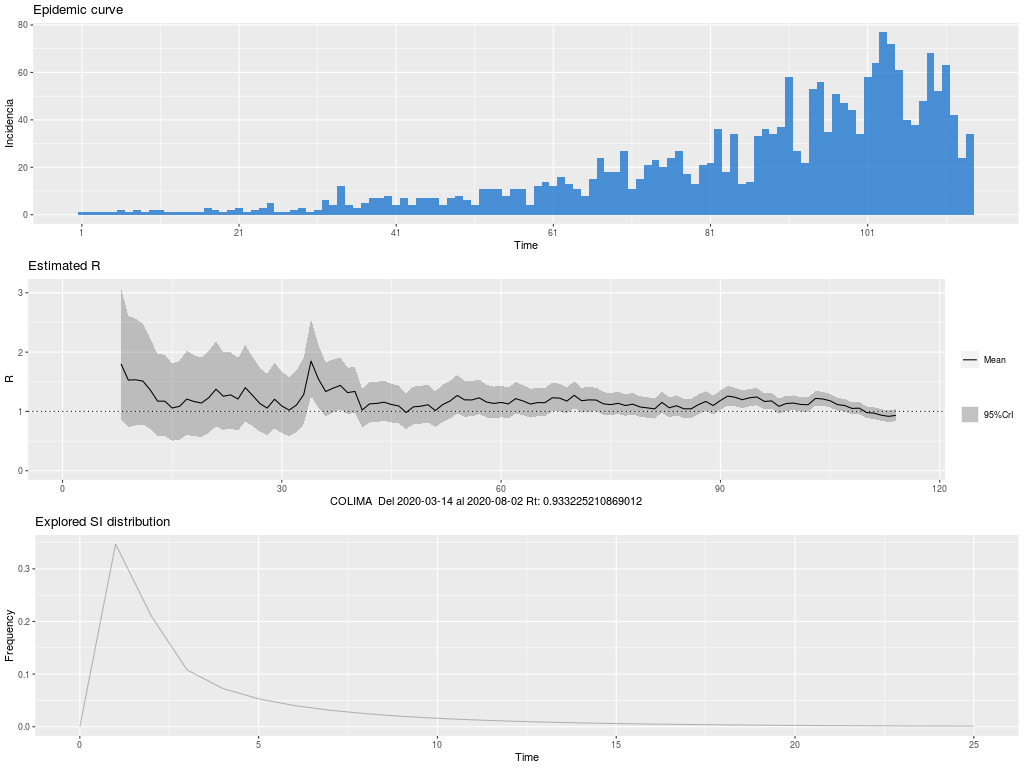 Epidemic curve
80
60
40
20
0
Incidencia
1 21 41 61 81 101
Time
Estimated R
3
2
1
0
R
0 30 60 90 120
COLIMA Del 2020-03-14 al 2020-08-02 Rt: 0.933225210869012
Mean
95%CrI
Explored SI distribution
0.3
0.2
0.1
0.0
Frequency
0 5 10 15 20 25
Time